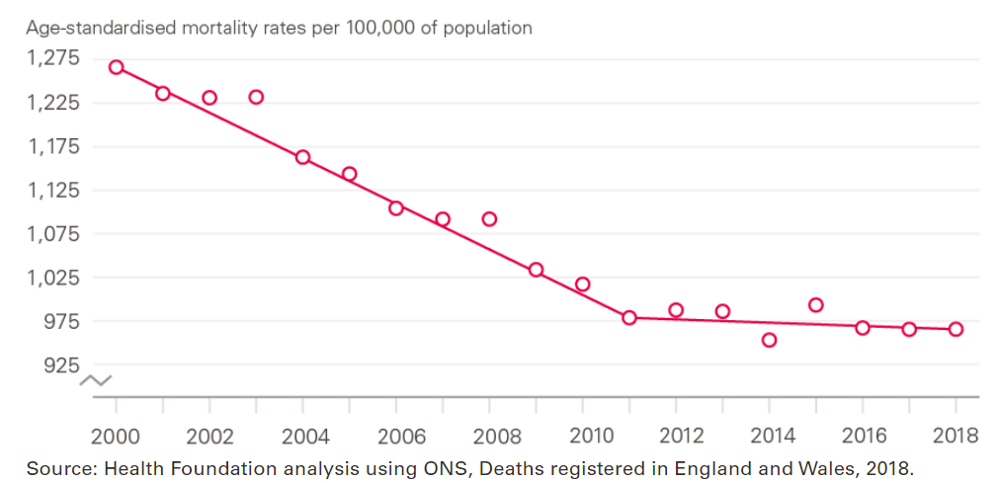 Age-standardised mortality rates per 100,000 of population
1,275
1,225
1,175
1,125
1,075
1,025
975
925
2000 2002 2004 2006 2008 2010 2012 2014 2016 2018
Source: Health Foundation analysis using ONS, Deaths registered in England and Wales, 2018.